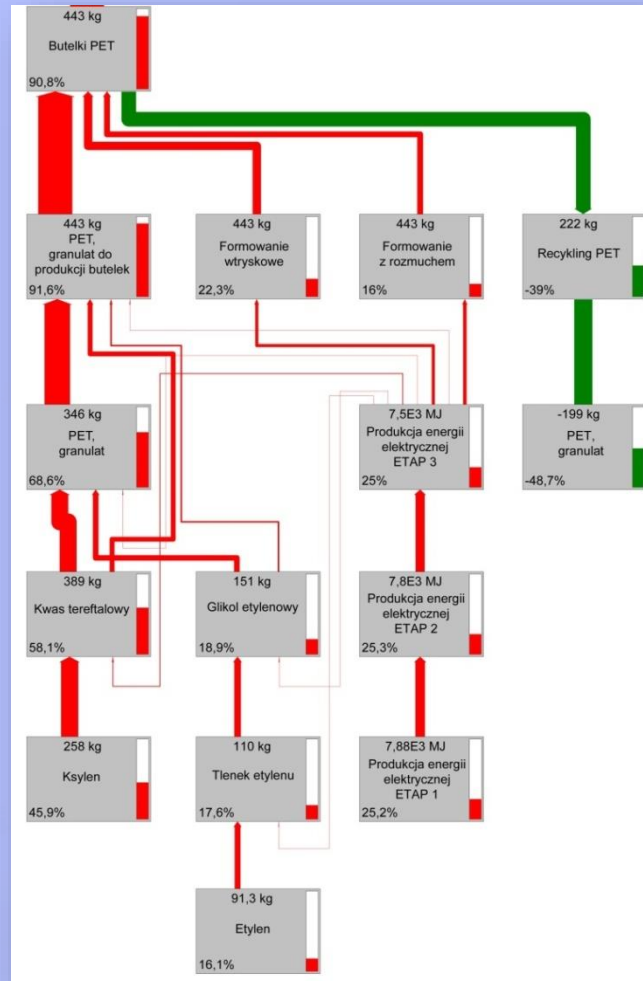 443 kg
Butelki PET
90,8%
443 kg
PET,
granulat do
produkcji butelek
91,6%
443 kg
Formowanie
wtryskowe
22,3%
443 kg
Formowanie
z rozmuchem
16%
222 kg
Recykling PET
-39%
346 kg
PET,
granulat
68,6%
7,5E3 MJ
Produkcja energii
elektrycznej
ETAP 3
25%
-199 kg
PET,
granulat
-48,7%
389 kg
Kwas tereftalowy
58,1%
151 kg
Glikol etylenowy
18,9%
7,8E3 MJ
Produkcja energii
elektrycznej
ETAP 2
25,3%
258 kg
Ksylen
45,9%
110 kg
Tlenek etylenu
17,6%
7,88E3 MJ
Produkcja energii
elektrycznej
ETAP 1
25,2%
91,3 kg
Etylen
16,1%